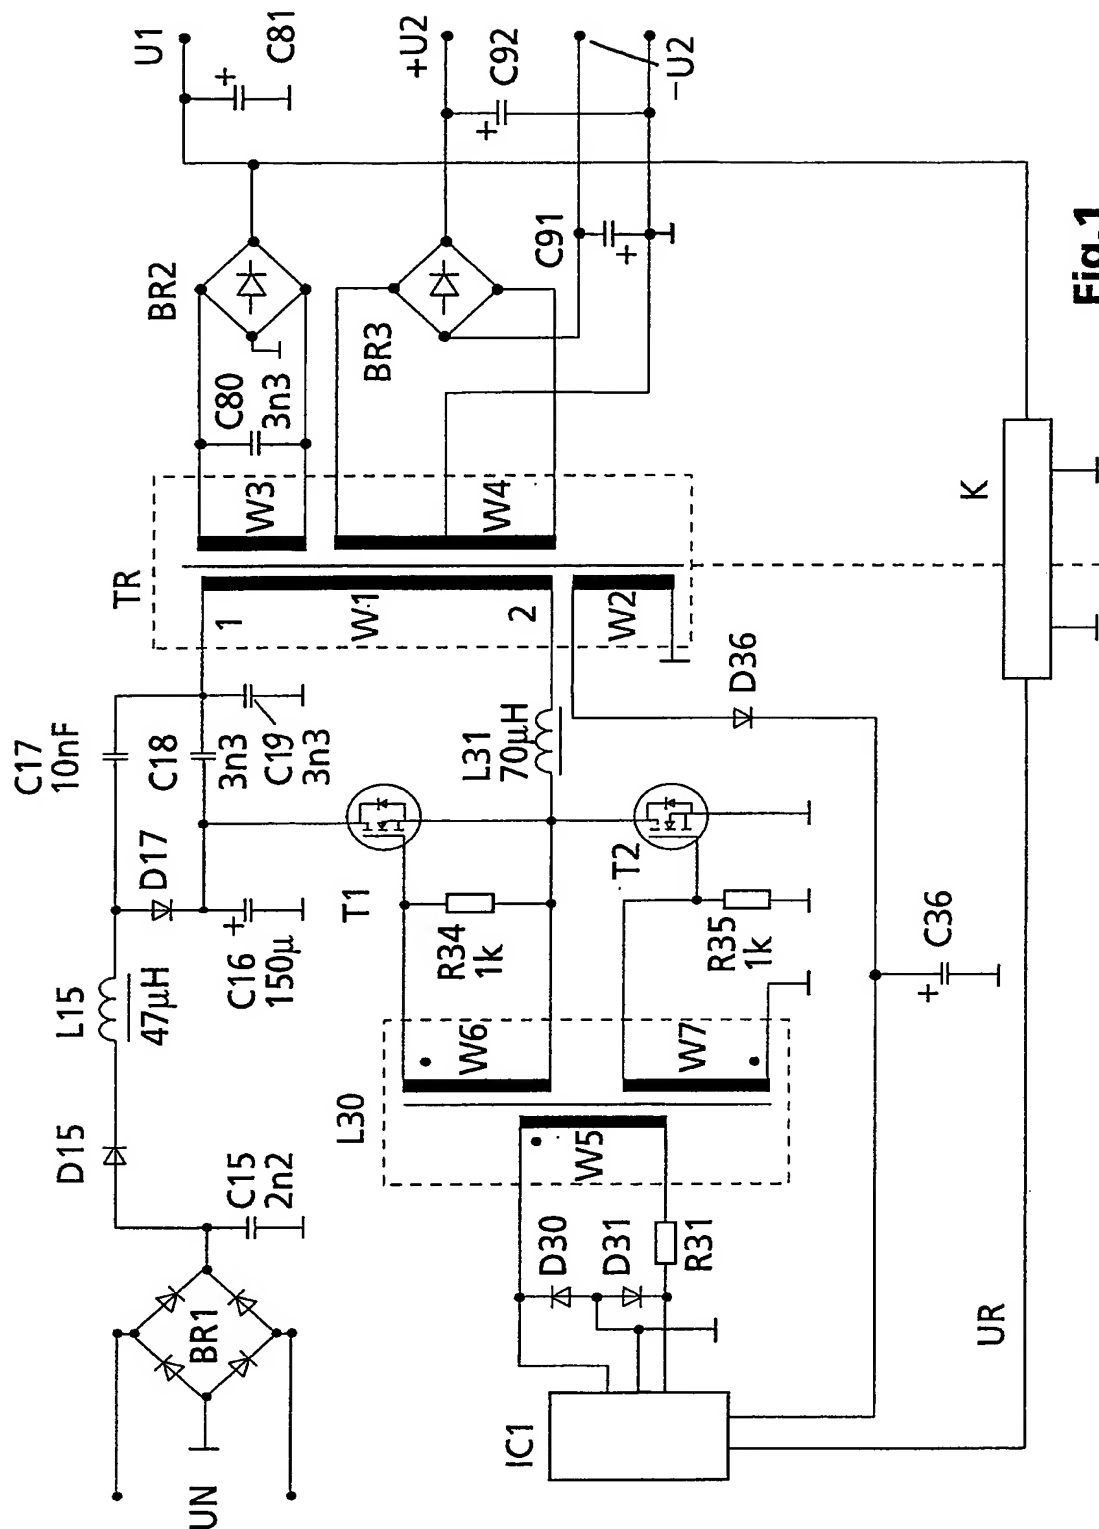 UN
BR1
D15
C15
2n2
L15
47µH
D17
C16
150µ
C17
10nF
C18
3n3
C19
3n3
TR
1
W1
2
W2
W3
W4
C80
3n3
BR2
BR3
U1
+
C81
+U2
+
C92
-U2
C91
+
+
T1
R34
1k
L31
70µH
T2
R35
1k
D36
L30
W5
W6
W7
D30
D31
R31
IC1
+
C36
UR
K
Fig.1